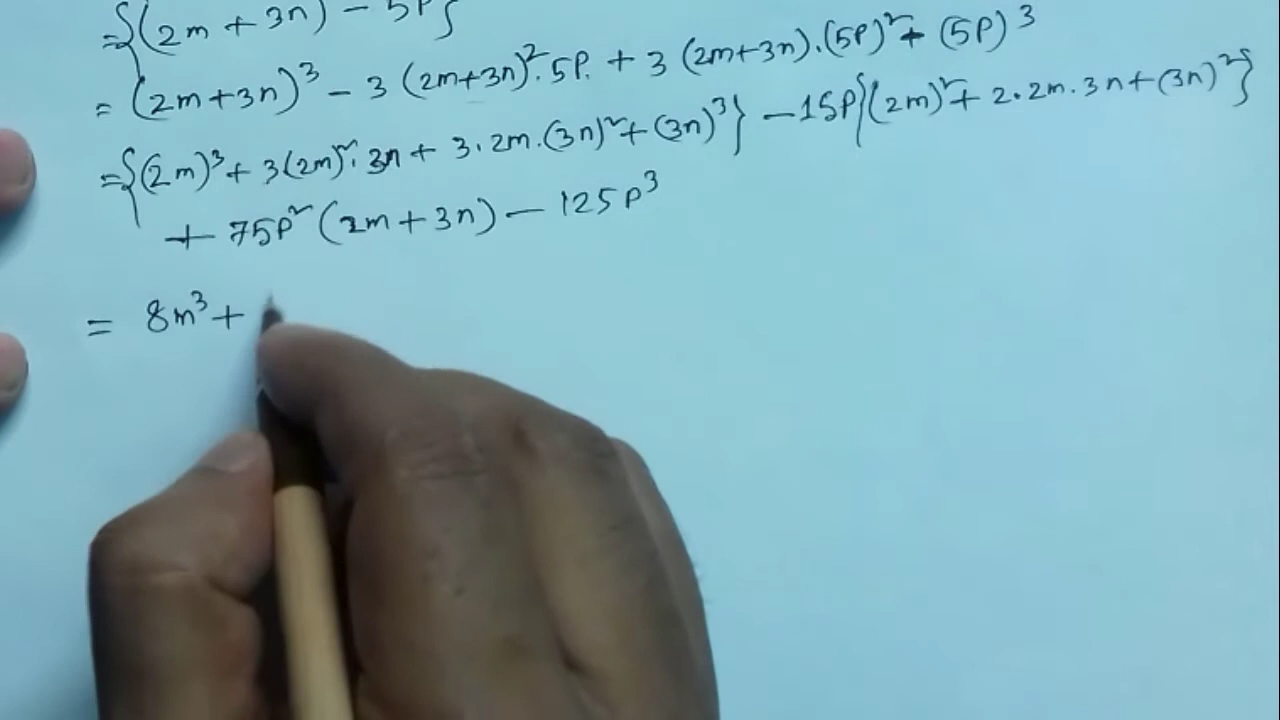 ={(2m + 3n) - 5P}
= (2m+3n)³ - 3 (2m+3n)².5P. + 3 (2m+3n).(5P)² - (5P)³
={(2m)³ + 3(2m)².3n + 3.2m.(3n)² + (3n)³} - 15P{(2m)² + 2.2m.3n + (3n)²}
+ 75P² (2m + 3n) - 125P³
= 8m³ +